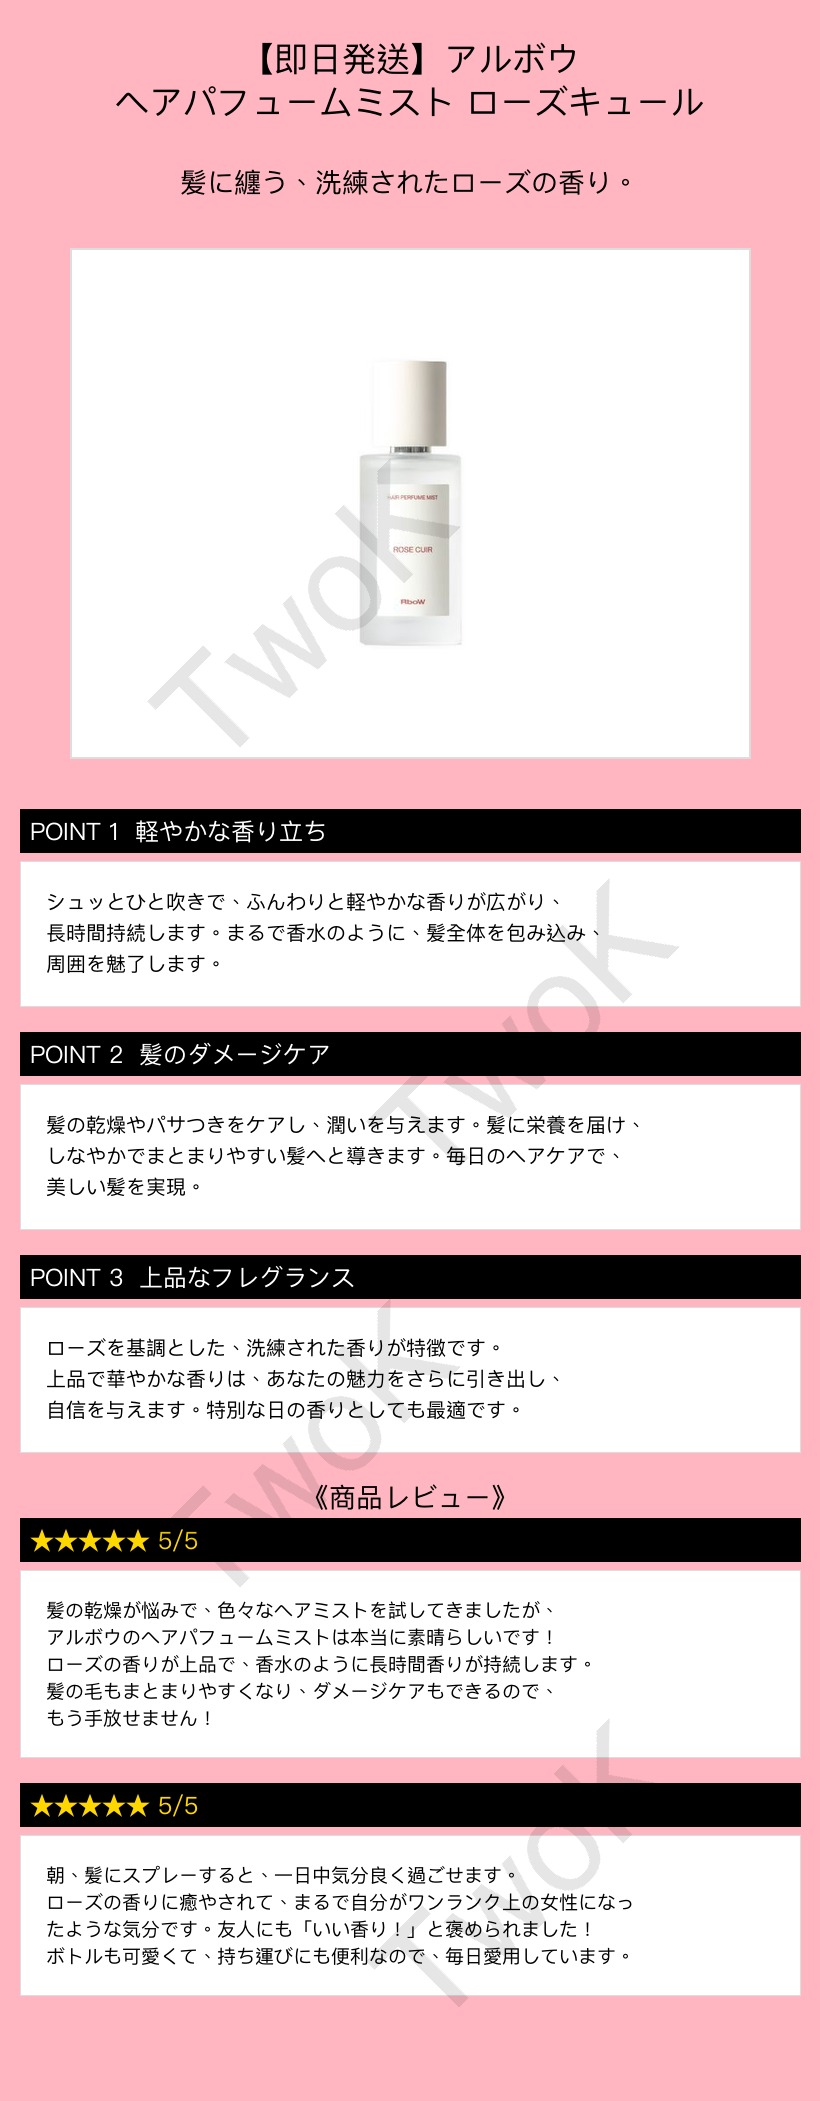 【即日発送】アルボウ
ヘアパフュームミスト ローズキュール
髪に纏う、洗練されたローズの香り。
HAIR PERFUME MIST
ROSE CUIR
ЯboW
TwoK
POINT 1 軽やかな香り立ち
シュッとひと吹きで、ふんわりと軽やかな香りが広がり、
長時間持続します。まるで香水のように、髪全体を包み込み、
周囲を魅了します。
TwoK
POINT 2 髪のダメージケア
髪の乾燥やパサつきをケアし、潤いを与えます。髪に栄養を届け、
しなやかでまとまりやすい髪へと導きます。毎日のヘアケアで、
美しい髪を実現。
POINT 3 上品なフレグランス
ローズを基調とした、洗練された香りが特徴です。
上品で華やかな香りは、あなたの魅力をさらに引き出し、
自信を与えます。特別な日の香りとしても最適です。
TwoK
《商品レビュー》
★★★★★ 5/5
髪の乾燥が悩みで、色々なヘアミストを試してきましたが、
アルボウのヘアパフュームミストは本当に素晴らしいです！
ローズの香りが上品で、香水のように長時間香りが持続します。
髪の毛もまとまりやすくなり、ダメージケアもできるので、
もう手放せません！
★★★★★ 5/5
朝、髪にスプレーすると、一日中気分良く過ごせます。
ローズの香りに癒やされて、まるで自分がワンランク上の女性になっ
たような気分です。友人にも「いい香り！」と褒められました！
ボトルも可愛くて、持ち運びにも便利なので、毎日愛用しています。
TwoK